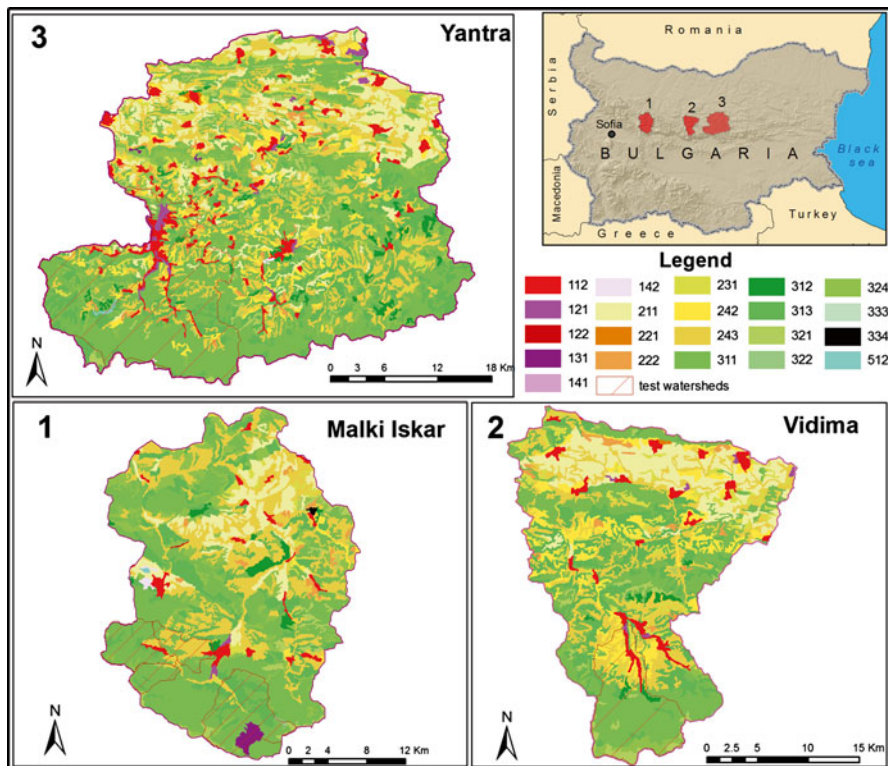 3
Yantra
N
0 3 6 12 18 Km
Romania
Serbia
1 2 3
Sofia
BULGARIA
Black sea
Macedonia
Turkey
Greece
Legend
112 142 231 312 324
121 211 242 313 333
122 221 243 321 334
131 222 311 322 512
141 test watersheds
1
Malki Iskar
N
0 2 4 8 12 Km
2
Vidima
N
0 2.5 5 10 15 Km